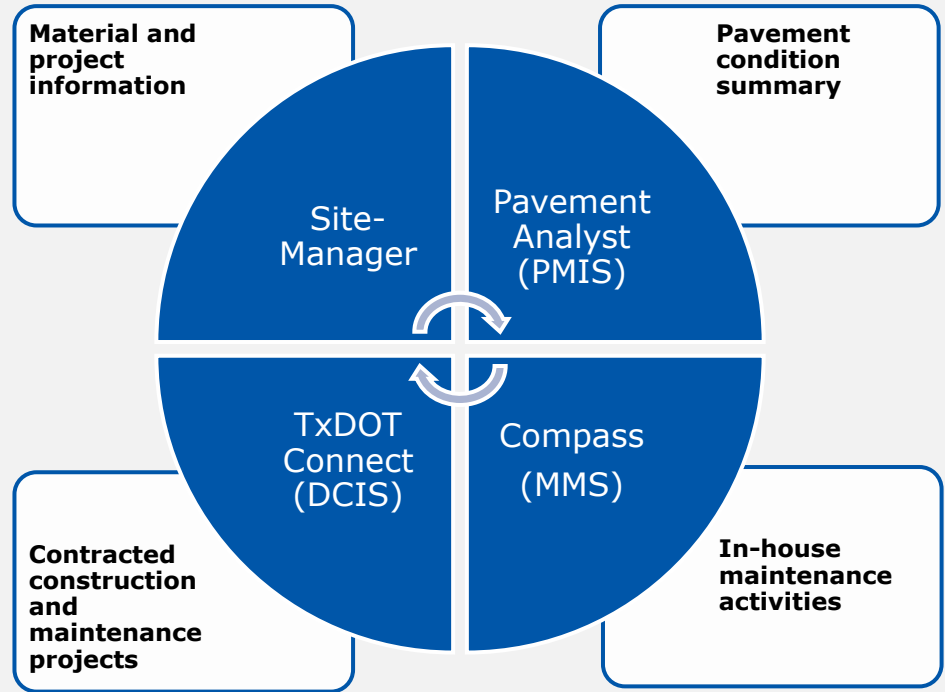 Material and
project
information
Pavement
condition
summary
Site-
Manager
Pavement
Analyst
(PMIS)
TxDOT
Connect
(DCIS)
Compass
(MMS)
Contracted
construction
and
maintenance
projects
In-house
maintenance
activities